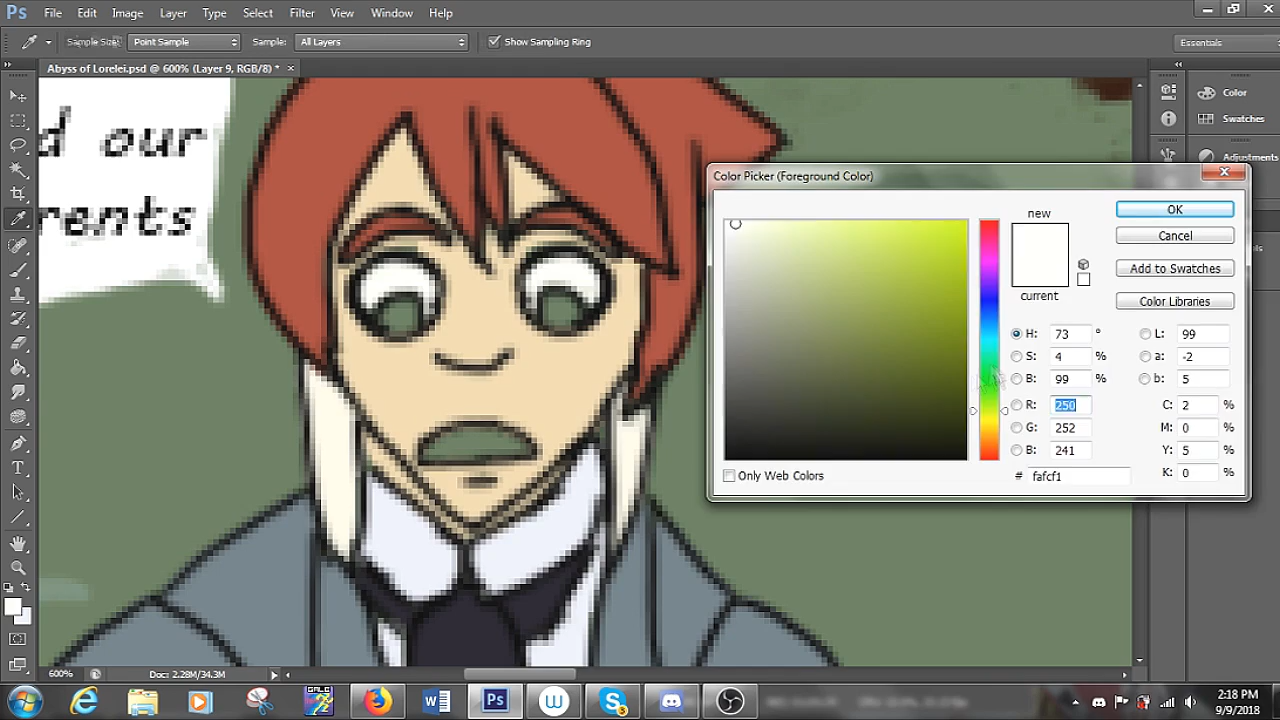 Ps File Edit Image Layer Type Select Filter View Window Help
Sample Size: Point Sample Sample: All Layers Show Sampling Ring Essentials
Abyss of Lorelei.psd @ 600% (Layer 9, RGB/8) * ×
d our
rents
Color
Swatches
Adjustments
Color Picker (Foreground Color)
new
current
OK
Cancel
Add to Swatches
Color Libraries
H: 73 ° L: 99
S: 4 % a: -2
B: 99 % b: 5
R: 250 C: 2 %
G: 252 M: 0 %
B: 241 Y: 5 %
# fafcf1 K: 0 %
Only Web Colors
600% Doc: 2.28M/34.3M
2:18 PM
9/9/2018